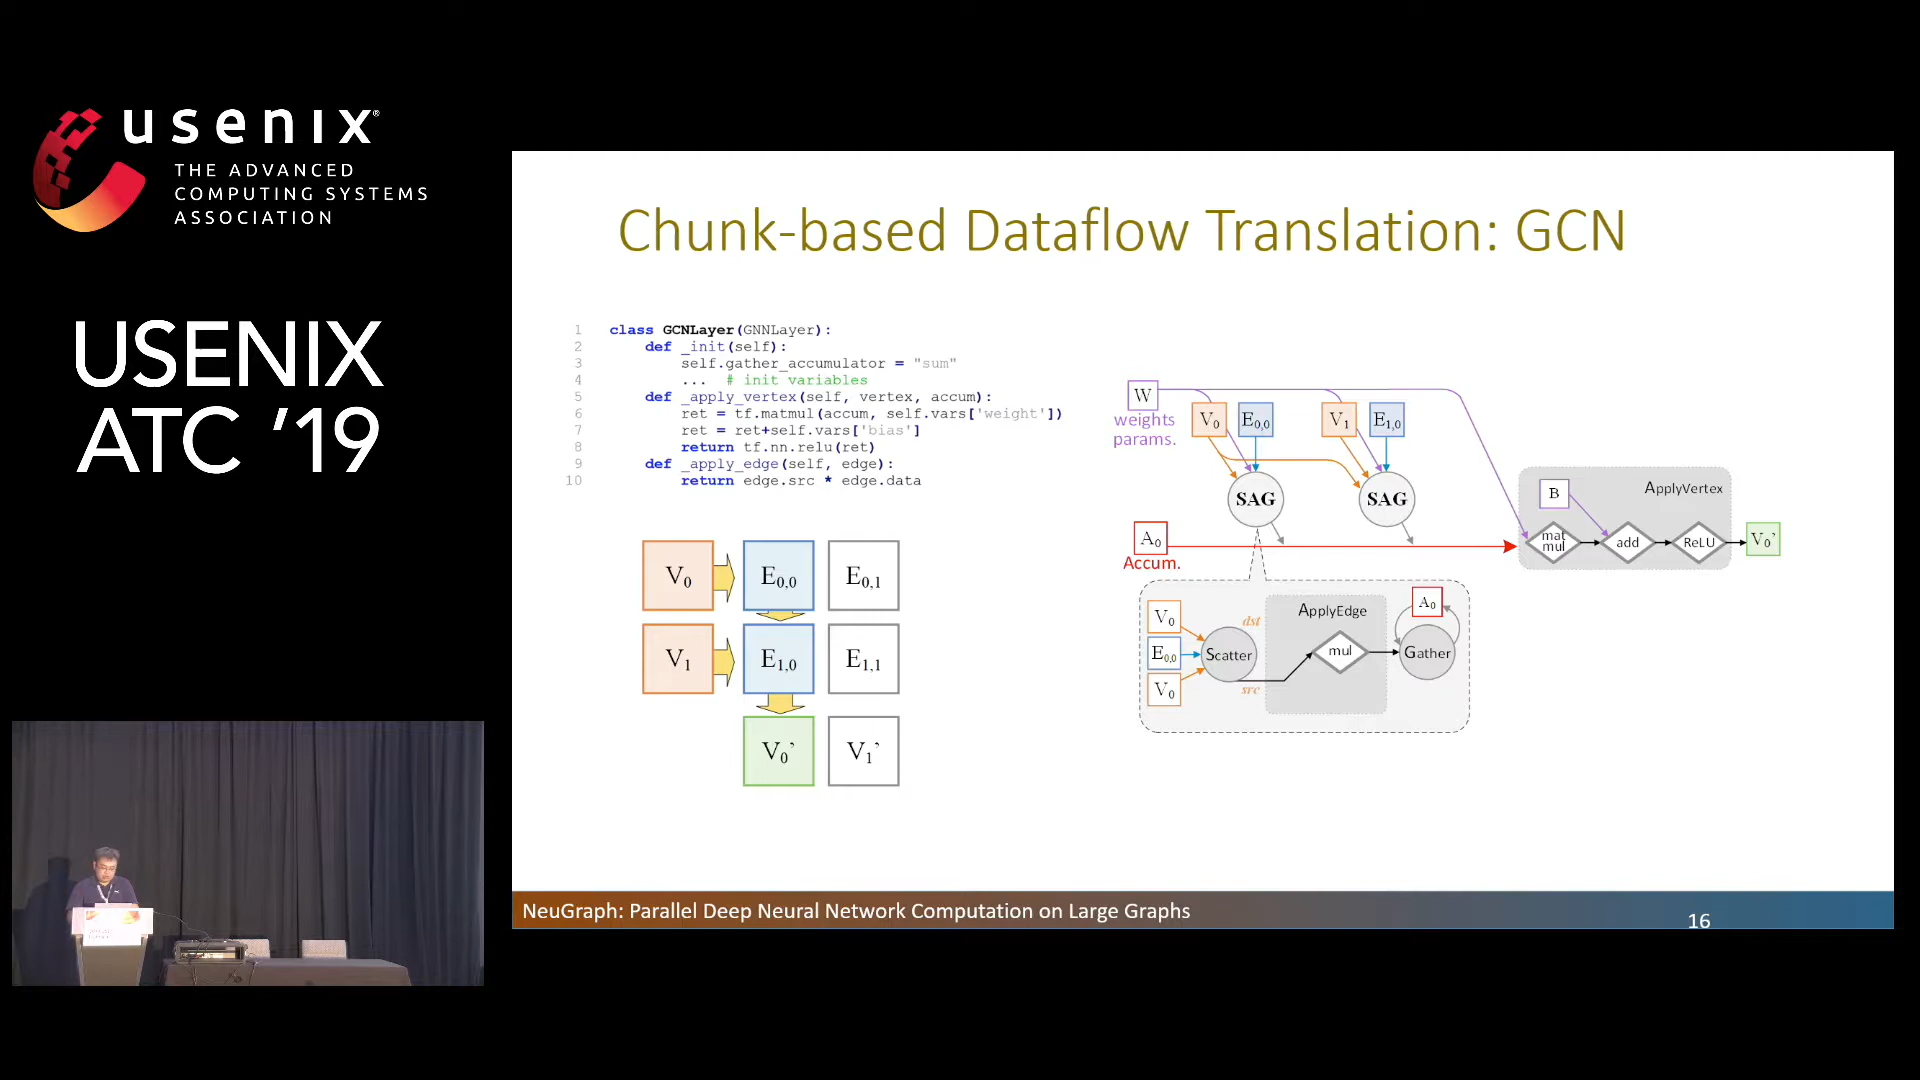 usenix®
THE ADVANCED
COMPUTING SYSTEMS
ASSOCIATION
USENIX
ATC '19
Chunk-based Dataflow Translation: GCN
1 class GCNLayer(GNNLayer):
2 def _init(self):
3 self.gather_accumulator = "sum"
4 ... # init variables
5 def _apply_vertex(self, vertex, accum):
6 ret = tf.matmul(accum, self.vars['weight'])
7 ret = ret+self.vars['bias']
8 return tf.nn.relu(ret)
9 def _apply_edge(self, edge):
10 return edge.src * edge.data
V0 E0,0 E0,1
V1 E1,0 E1,1
V0’ V1’
W
weights
params.
V0 E0,0 V1 E1,0
SAG SAG
A0
Accum.
ApplyVertex
B
mat
mul
add
ReLU
V0’
V0
E0,0
V0
Scatter
dst
src
ApplyEdge
mul
A0
Gather
NeuGraph: Parallel Deep Neural Network Computation on Large Graphs
16